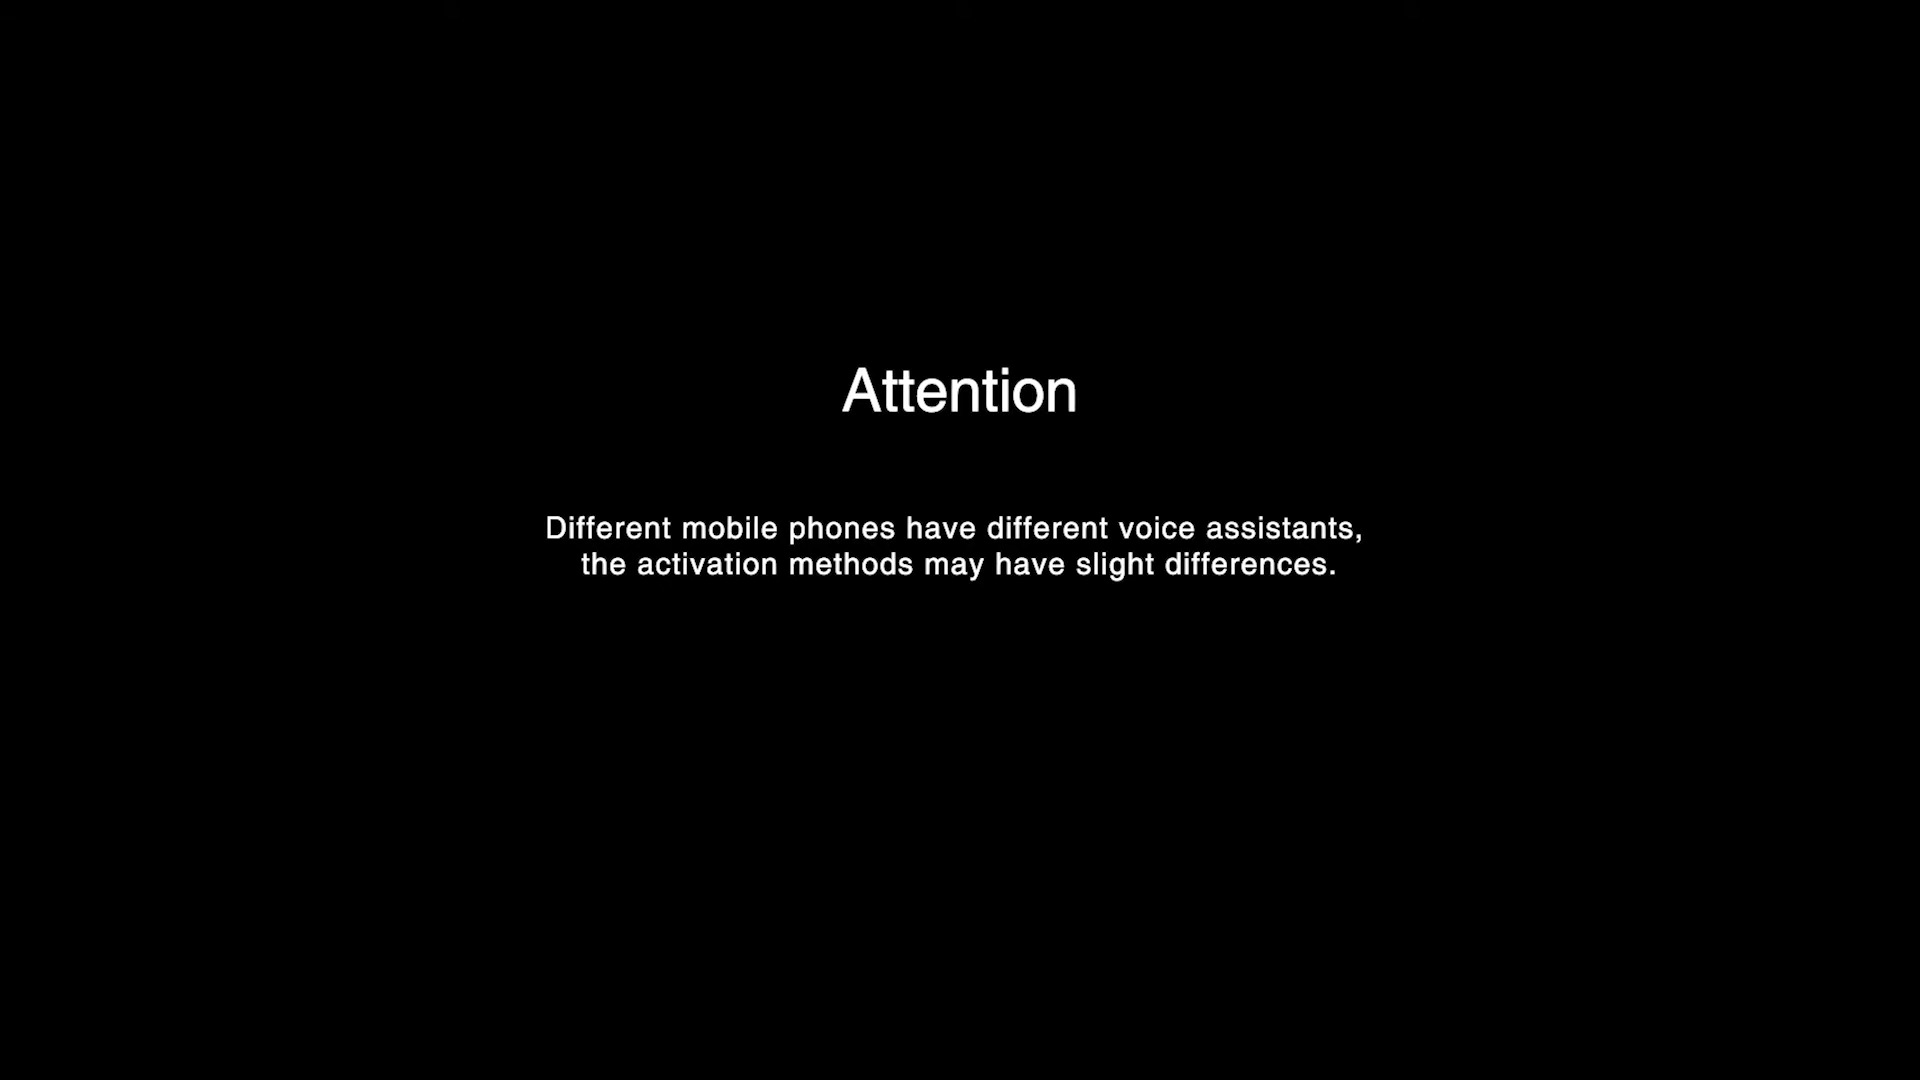 Attention
Different mobile phones have different voice assistants,
the activation methods may have slight differences.